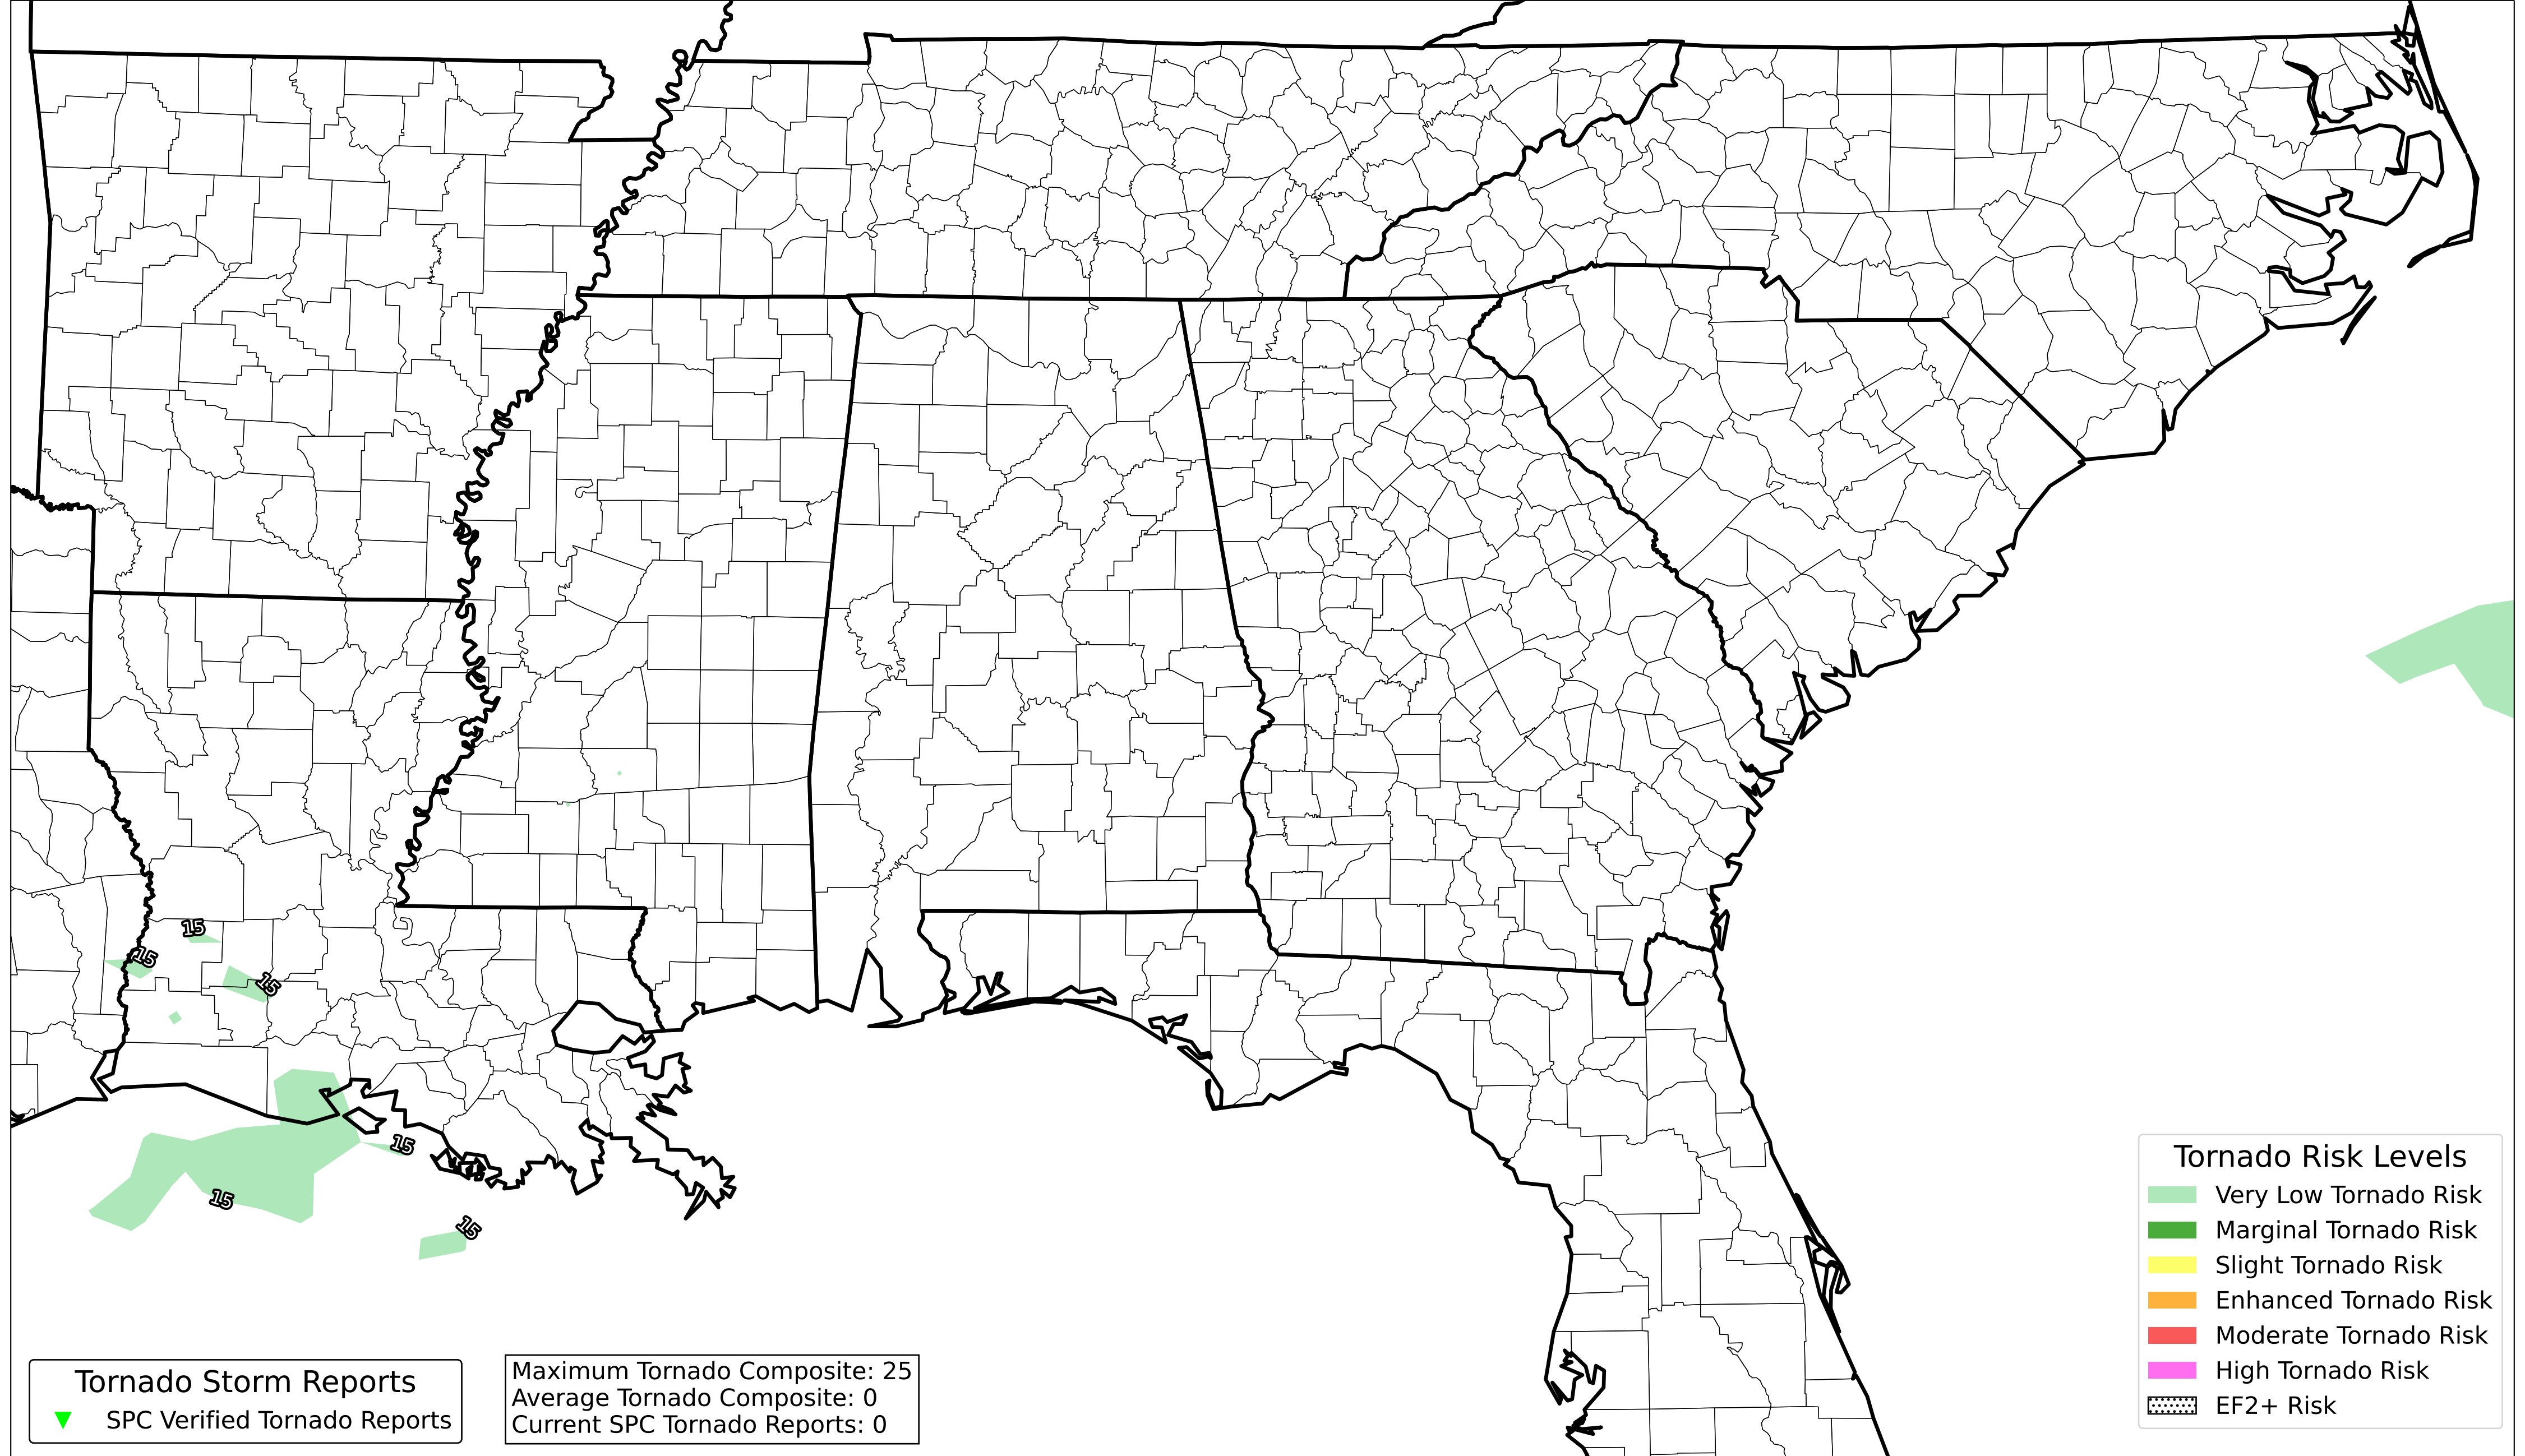 15
15
15
15
15
15
Tornado Risk Levels
Very Low Tornado Risk
Marginal Tornado Risk
Slight Tornado Risk
Enhanced Tornado Risk
Moderate Tornado Risk
High Tornado Risk
EF2+ Risk
Tornado Storm Reports
SPC Verified Tornado Reports
Maximum Tornado Composite: 25
Average Tornado Composite: 0
Current SPC Tornado Reports: 0